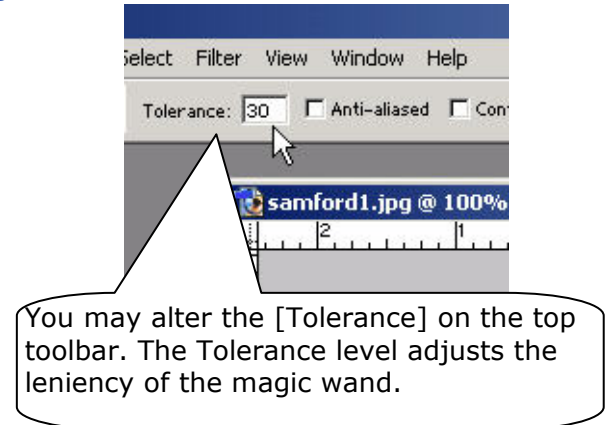 Select Filter View Window Help
Tolerance: 30 Anti-aliased Con
samford1.jpg @ 100%
2 1
You may alter the [Tolerance] on the top
toolbar. The Tolerance level adjusts the
leniency of the magic wand.